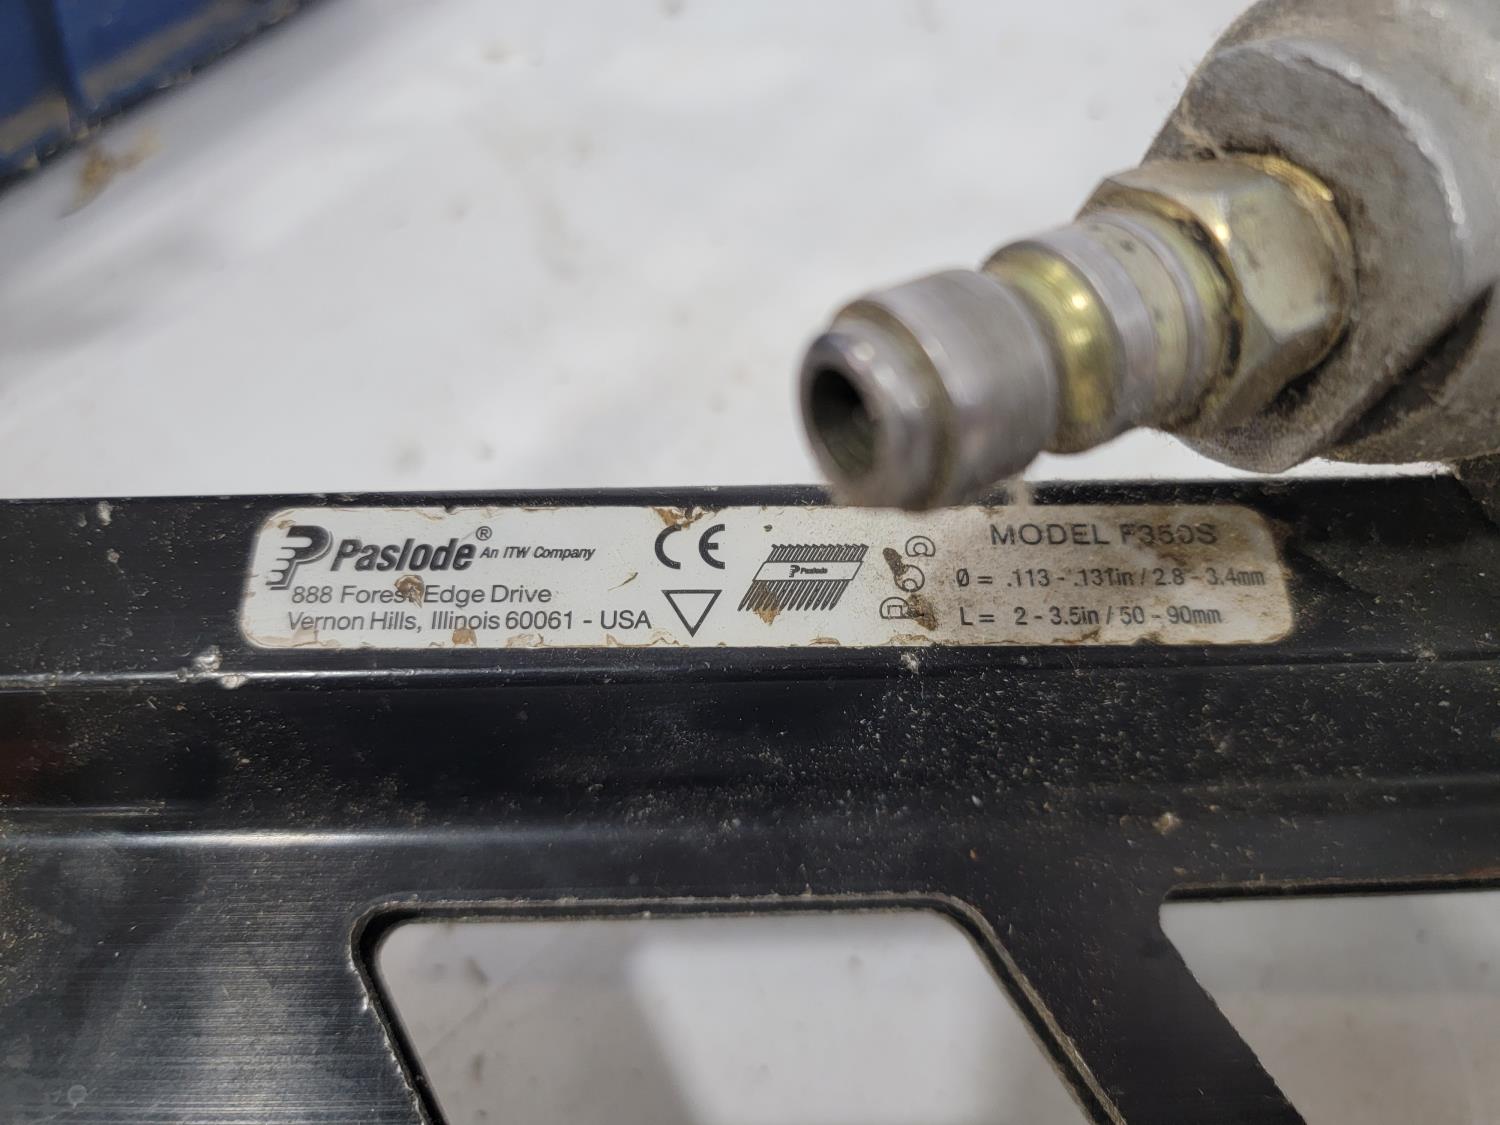 Paslode® An ITW Company
888 Forest Edge Drive
Vernon Hills, Illinois 60061 - USA
CE
Paslode
MODEL F350S
Ø = .113 - .131in / 2.8 - 3.4mm
L = 2 - 3.5in / 50 - 90mm